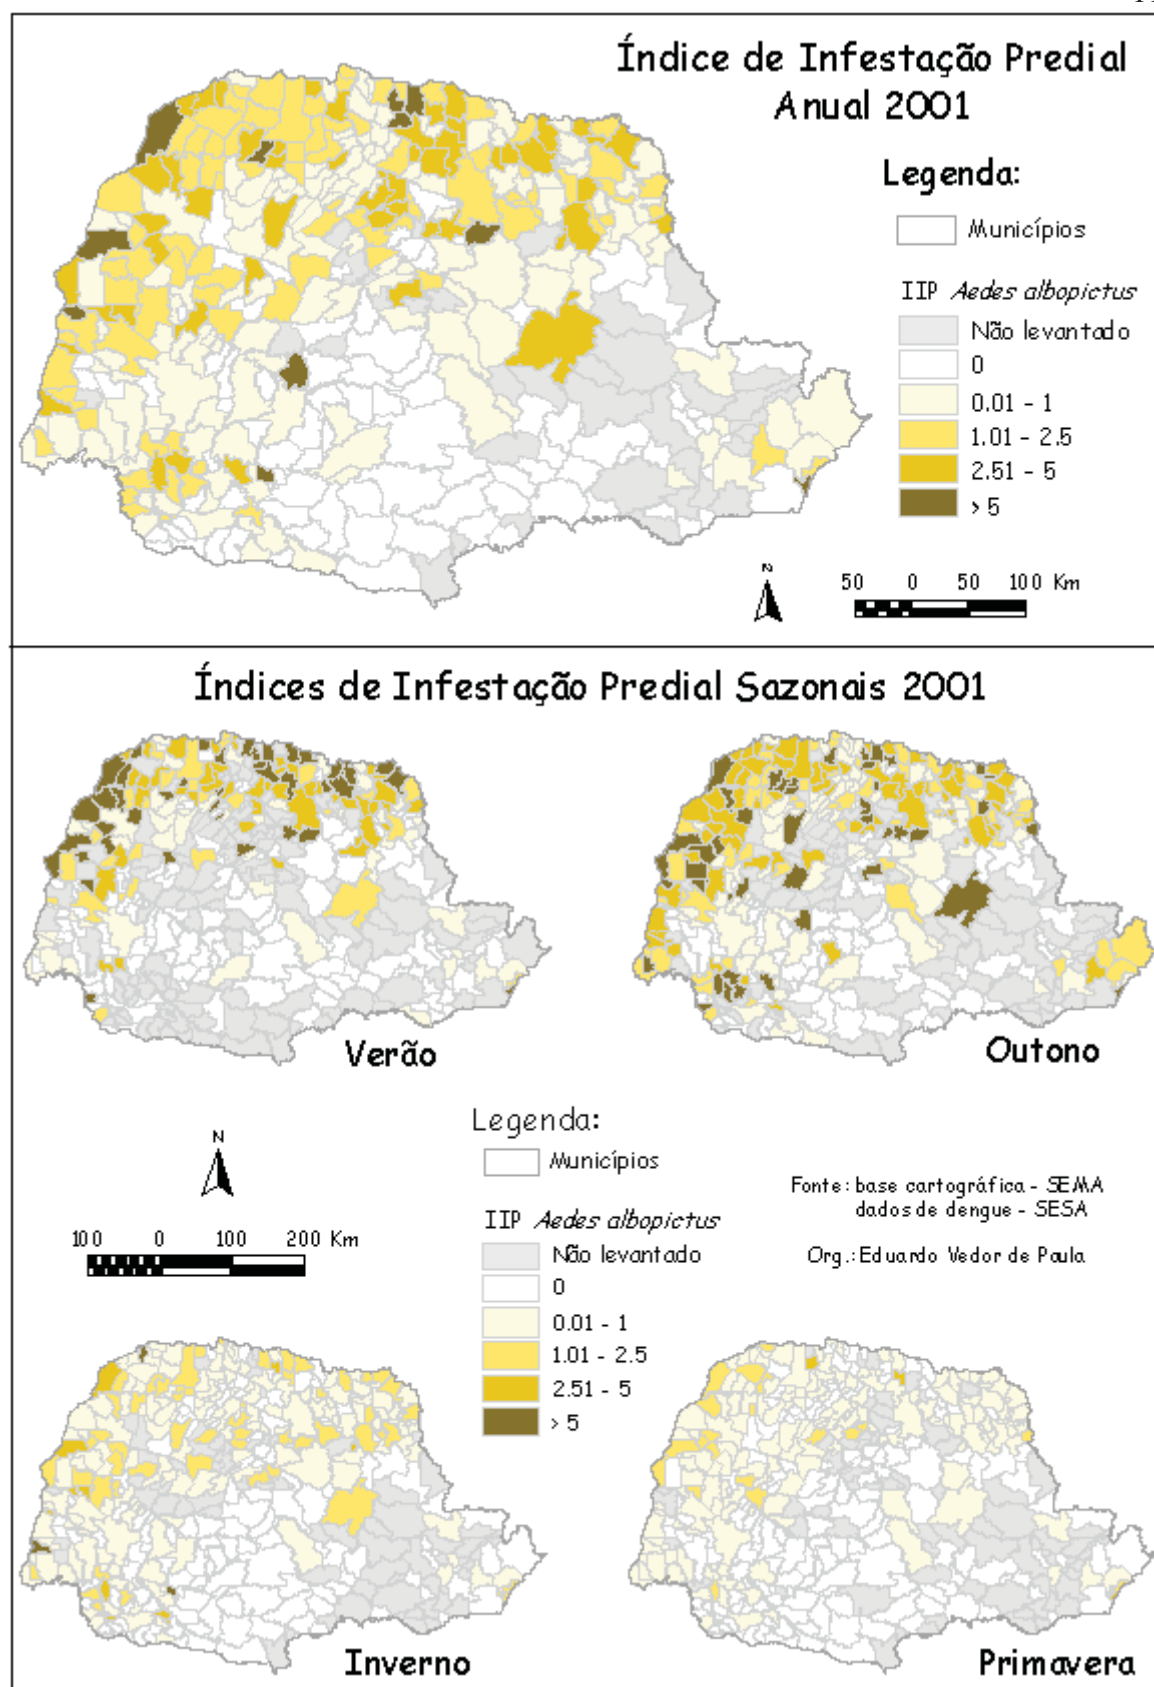 Índice de Infestação Predial
Anual 2001
Legenda:
Municípios
IIP Aedes albopictus
Não levantado
0
0.01 - 1
1.01 - 2.5
2.51 - 5
> 5
N
50 0 50 100 Km
Índices de Infestação Predial Sazonais 2001
Verão
Outono
Legenda:
Municípios
N
Fonte: base cartográfica - SEMA
dados de dengue - SESA
IIP Aedes albopictus
100 0 100 200 Km
Não levantado
Org.: Eduardo Vedor de Paula
0
0.01 - 1
1.01 - 2.5
2.51 - 5
> 5
Inverno
Primavera